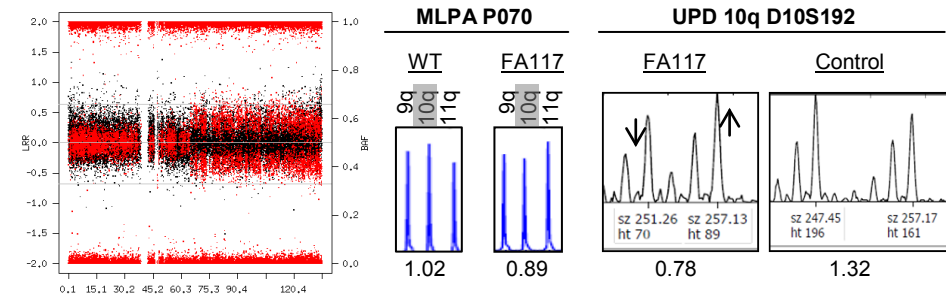 MLPA P070
UPD 10q D10S192
WT
FA117
FA117
Control
9q
10q
11q
9q
10q
11q
2.0
1.5
1.0
0.5
0.0
-0.5
-1.0
-1.5
-2.0
LRR
1.0
0.8
0.6
0.4
0.2
0.0
BAF
0.1 15.1 30.2 45.2 60.3 75.3 90.4 120.4
sz 251.26 sz 257.13
ht 70 ht 89
sz 247.45 sz 257.17
ht 196 ht 161
1.02
0.89
0.78
1.32